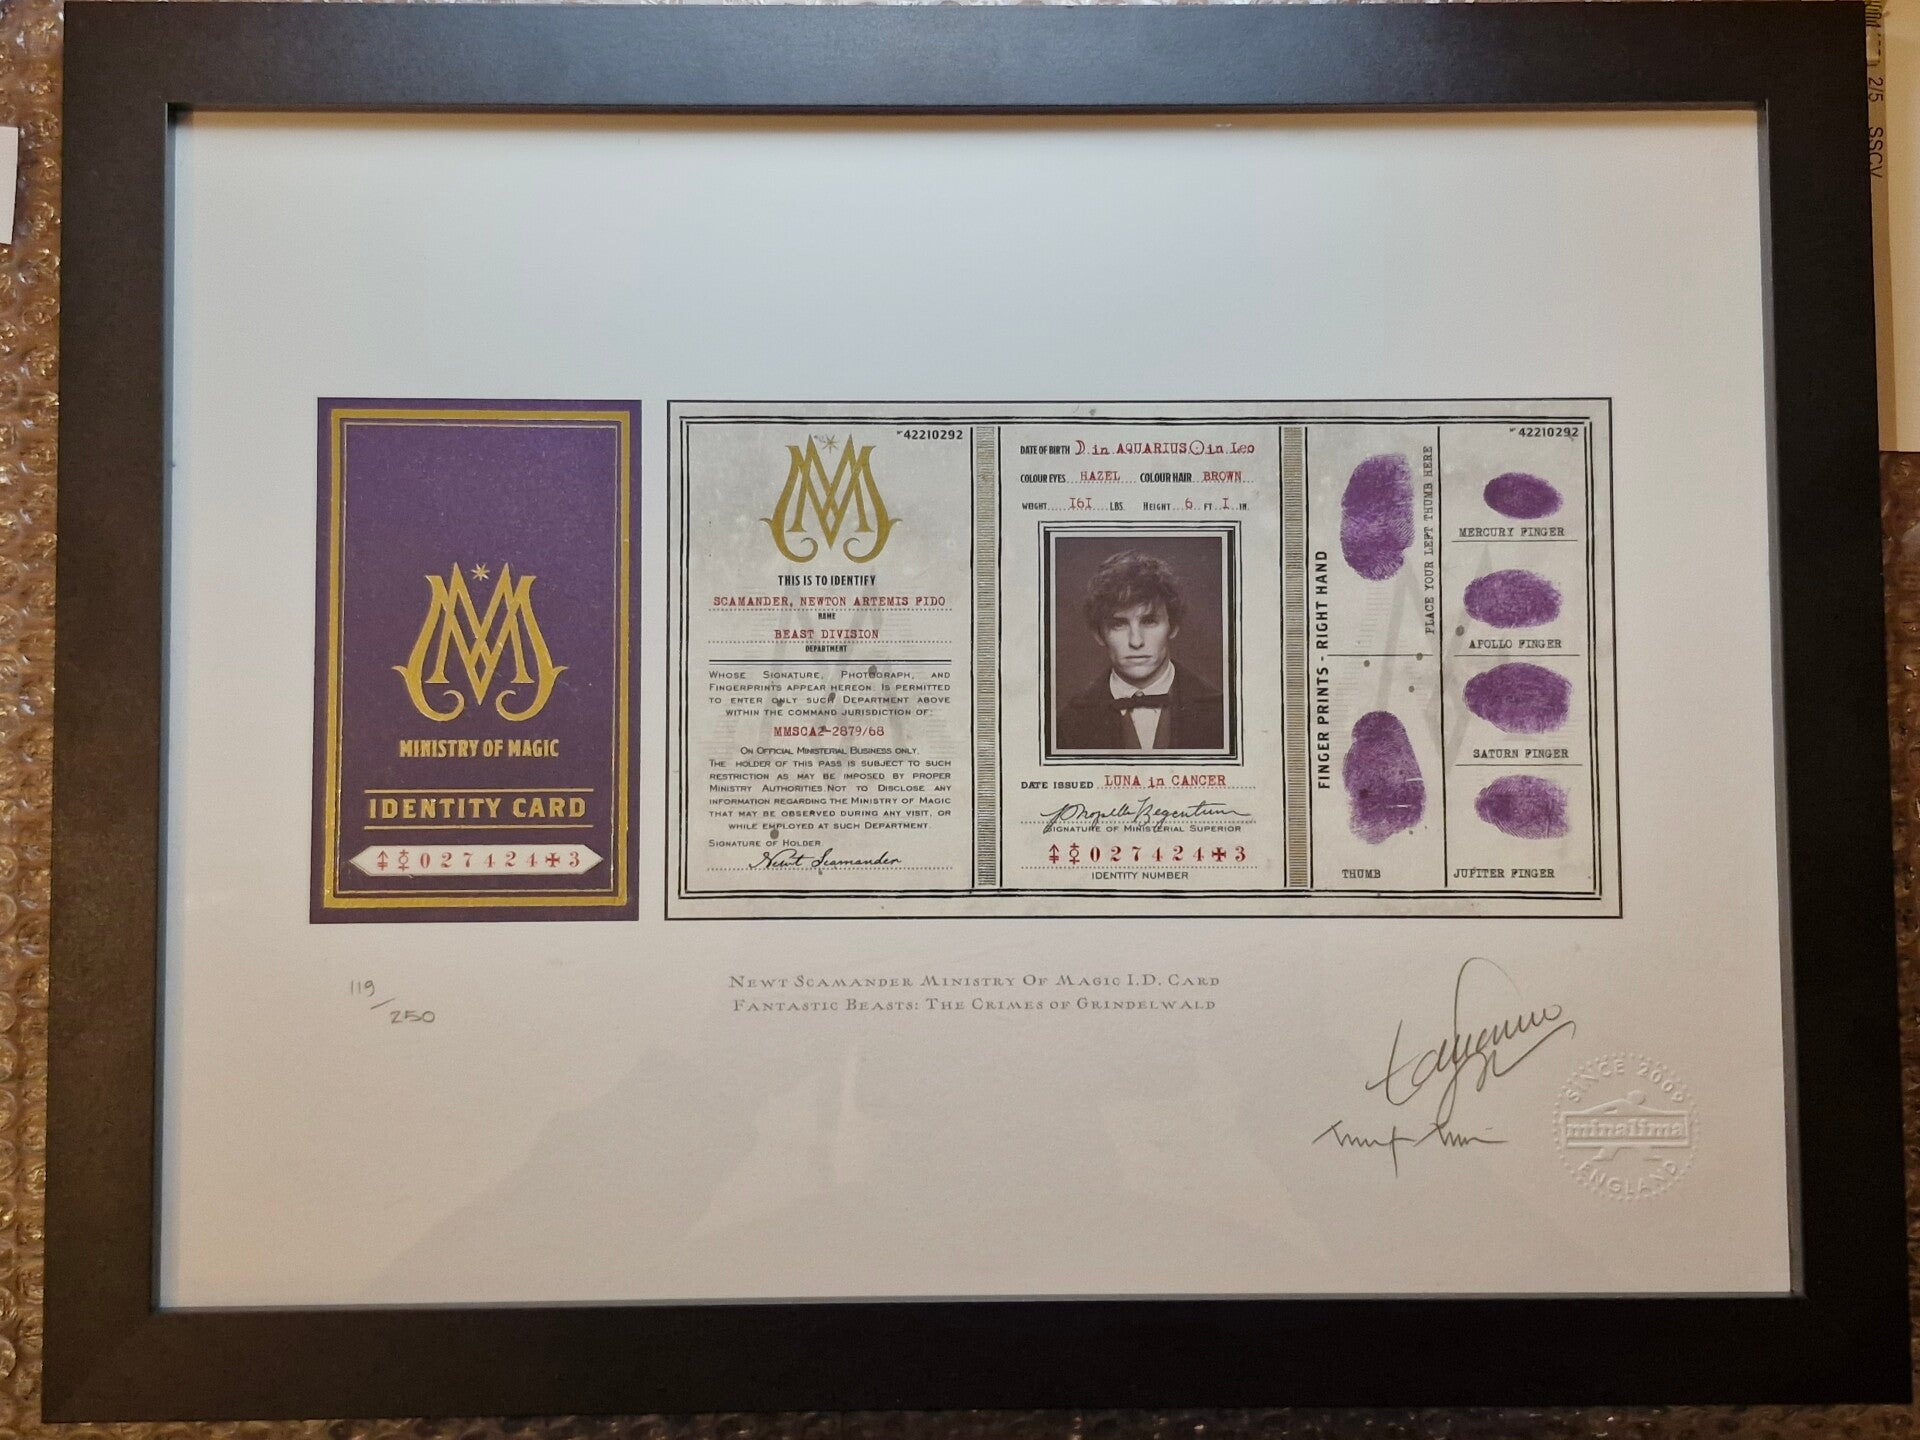 MINISTRY OF MAGIC
IDENTITY CARD
027424✠3
№42210292
THIS IS TO IDENTIFY
SCAMANDER, NEWTON ARTEMIS FIDO
NAME
BEAST DIVISION
DEPARTMENT
WHOSE SIGNATURE, PHOTOGRAPH, AND
FINGERPRINTS APPEAR HEREON: IS PERMITTED
TO ENTER ONLY SUCH DEPARTMENT ABOVE
WITHIN THE COMMAND JURISDICTION OF:
MMSCA2-2879/68
ON OFFICIAL MINISTERIAL BUSINESS ONLY.
THE HOLDER OF THIS PASS IS SUBJECT TO SUCH
RESTRICTION AS MAY BE IMPOSED BY PROPER
MINISTRY AUTHORITIES. NOT TO DISCLOSE ANY
INFORMATION REGARDING THE MINISTRY OF MAGIC
THAT MAY BE OBSERVED DURING ANY VISIT, OR
WHILE EMPLOYED AT SUCH DEPARTMENT.
SIGNATURE OF HOLDER
Newt Scamander
DATE OF BIRTH ☽ in AQUARIUS ☉ in Leo
COLOUR EYES HAZEL COLOUR HAIR BROWN
WEIGHT 161 LBS. HEIGHT 6 FT 1 IN.
DATE ISSUED LUNA in CANCER
SIGNATURE OF MINISTERIAL SUPERIOR
027424✠3
IDENTITY NUMBER
FINGER PRINTS - RIGHT HAND
PLACE YOUR LEFT THUMB HERE
THUMB
№42210292
MERCURY FINGER
APOLLO FINGER
SATURN FINGER
JUPITER FINGER
119/250
NEWT SCAMANDER MINISTRY OF MAGIC I.D. CARD
FANTASTIC BEASTS: THE CRIMES OF GRINDELWALD
SINCE 2009
minalima
ENGLAND
2/5 SSCV